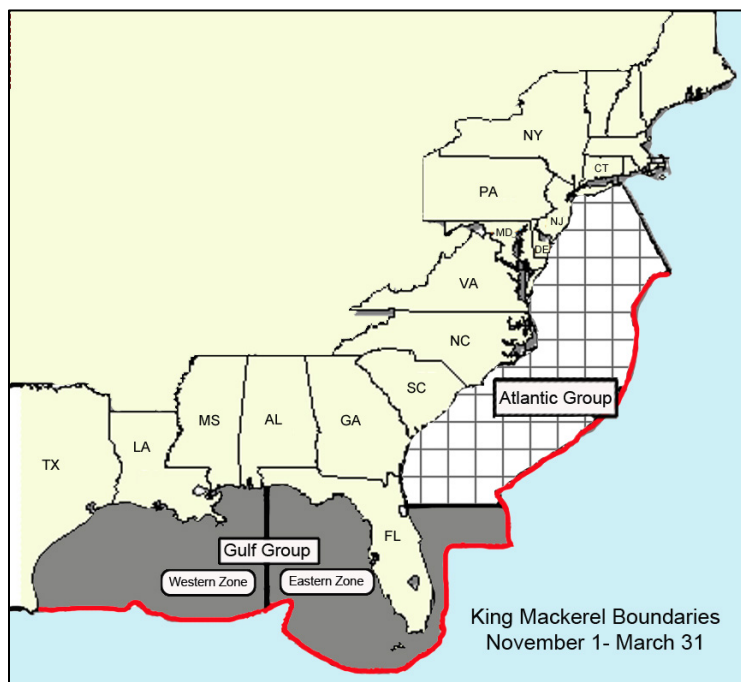 NY
CT
PA
NJ
MD
DE
VA
NC
SC
Atlantic Group
MS
AL
GA
LA
TX
FL
Gulf Group
Western Zone
Eastern Zone
King Mackerel Boundaries
November 1- March 31